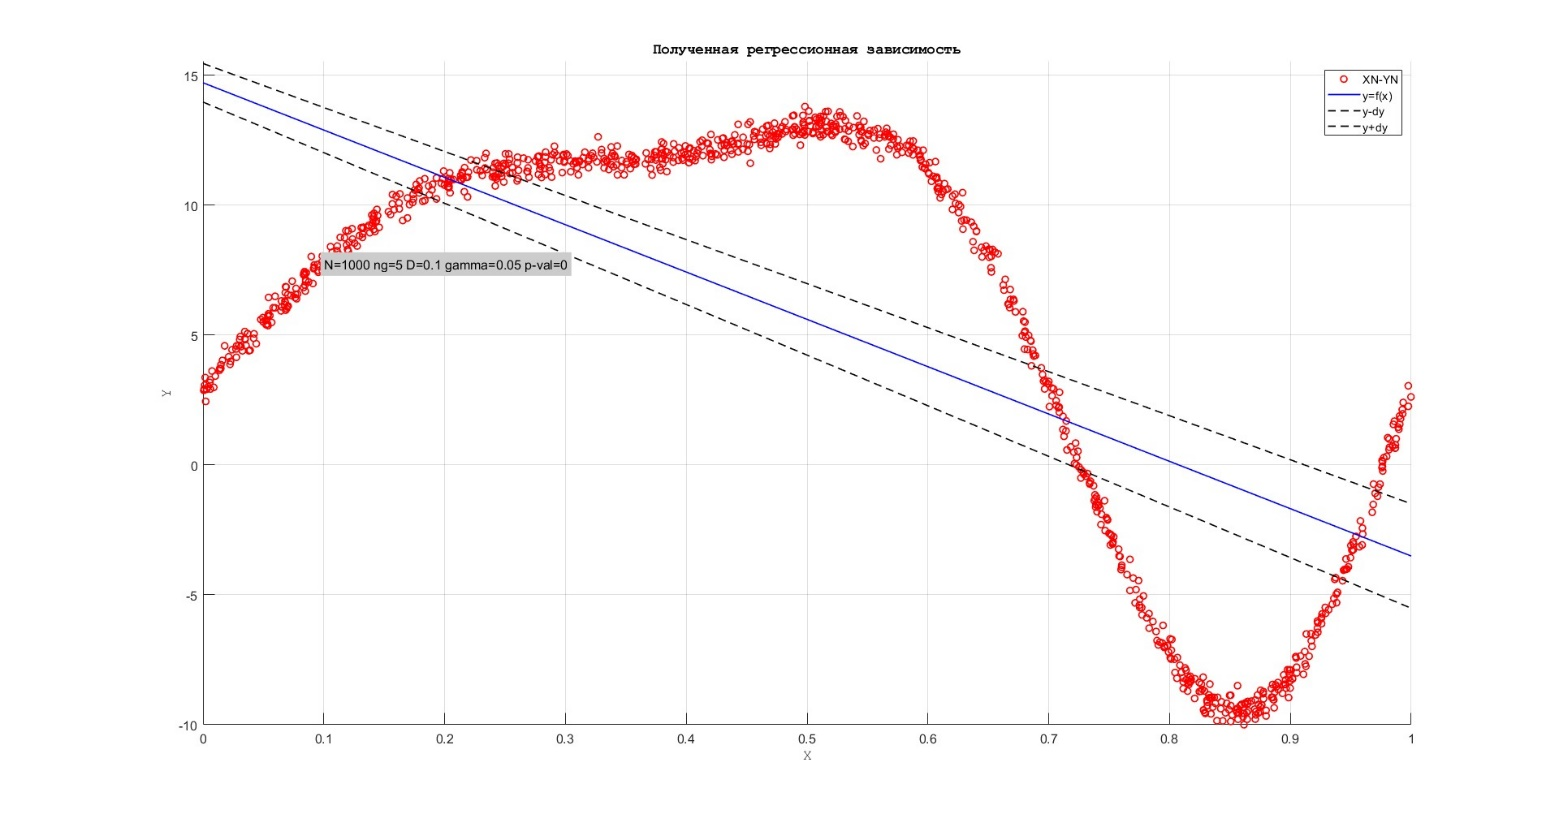 Полученная регрессионная зависимость
XN-YN
y=f(x)
y-dy
y+dy
N=1000 ng=5 D=0.1 gamma=0.05 p-val=0
Y
15
10
5
0
-5
-10
0 0.1 0.2 0.3 0.4 0.5 0.6 0.7 0.8 0.9 1
X